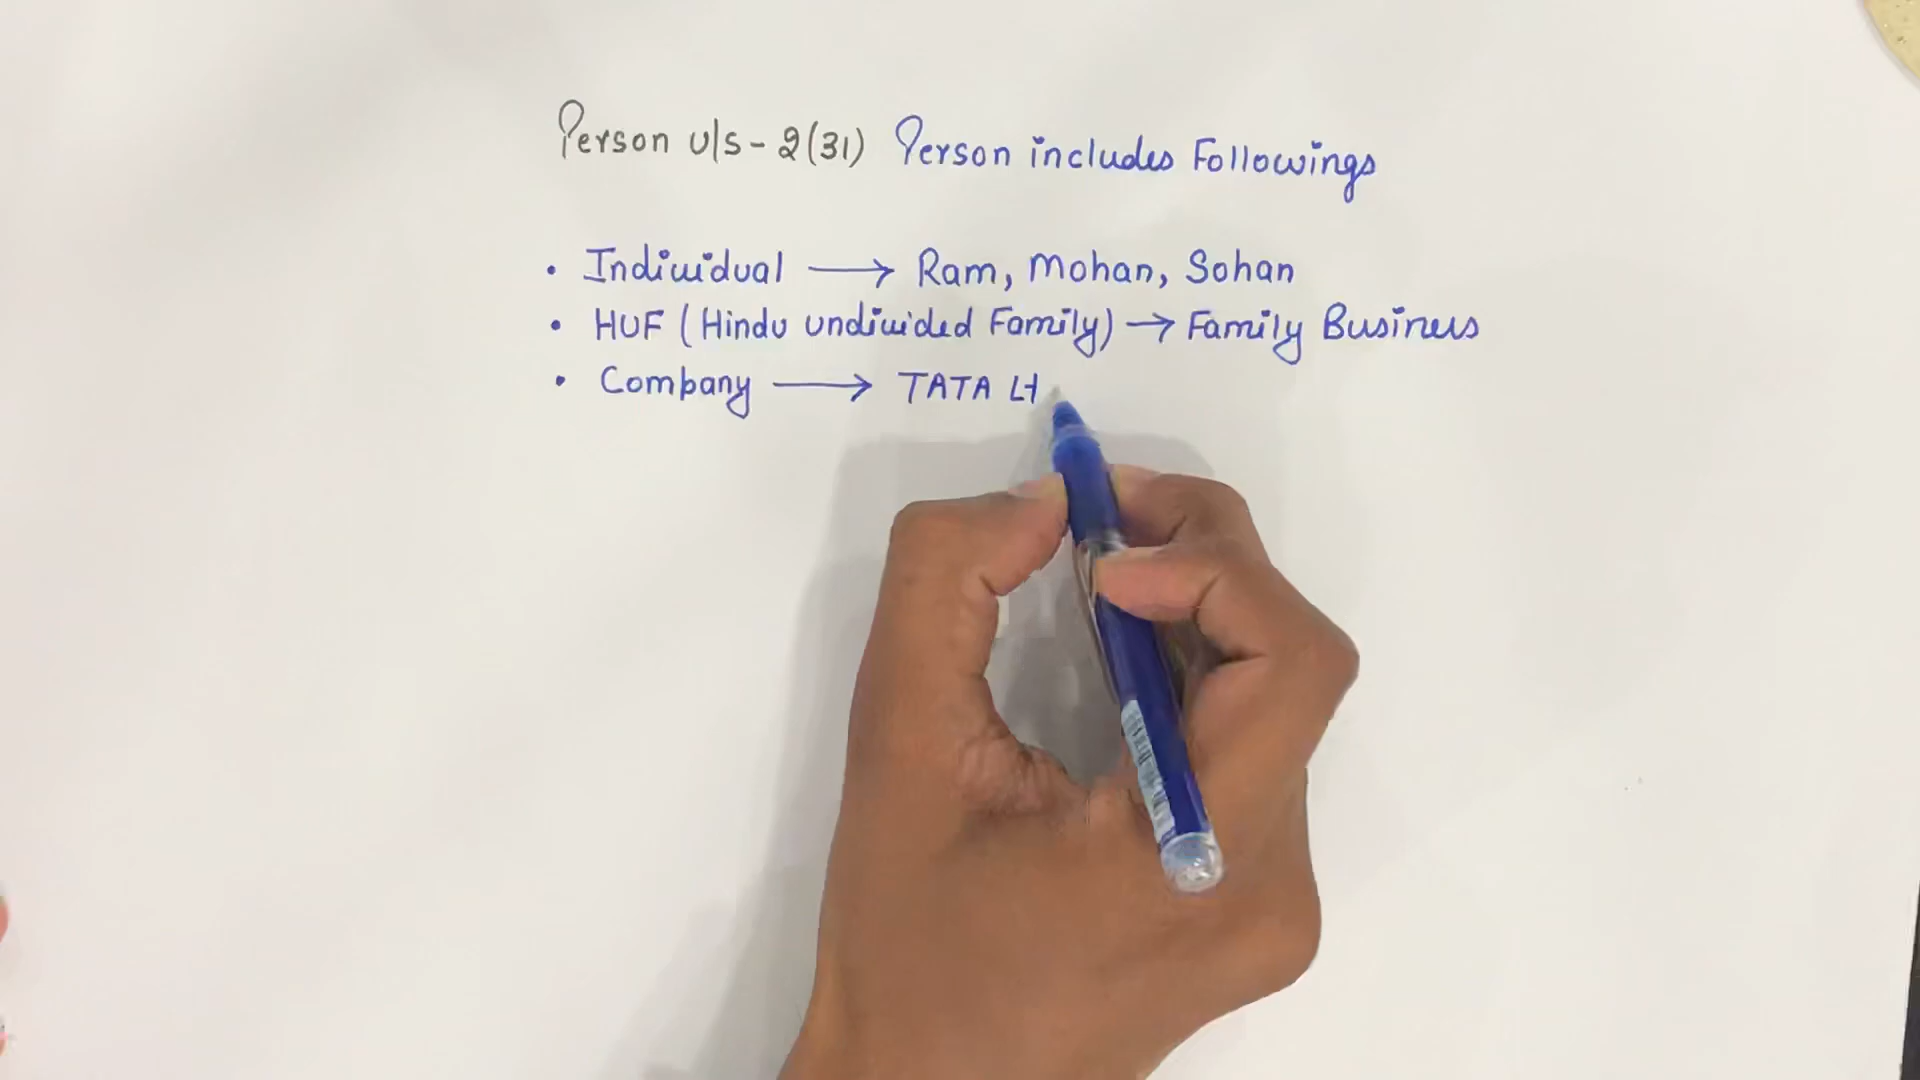 Person u/s - 2(31) Person includes Followings
• Individual → Ram, Mohan, Sohan
• HUF (Hindu undivided Family) → Family Business
• Company → TATA Lt